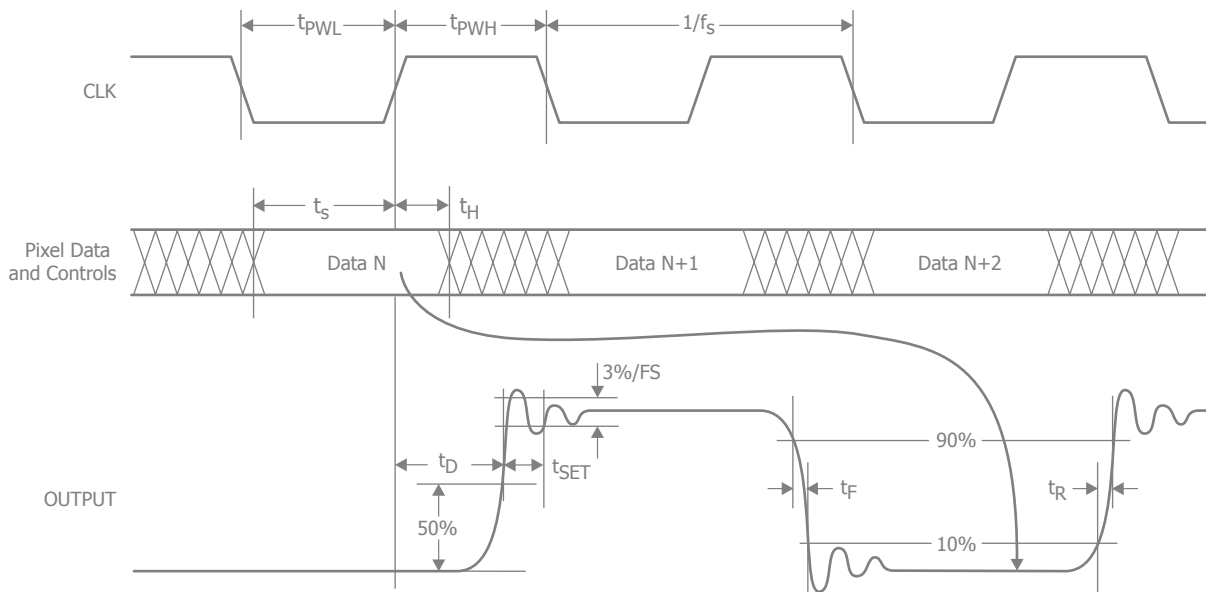 tPWL
tPWH
1/fs
CLK
ts
tH
Pixel Data
and Controls
Data N
Data N+1
Data N+2
3%/FS
90%
tD
tSET
tF
tR
OUTPUT
50%
10%